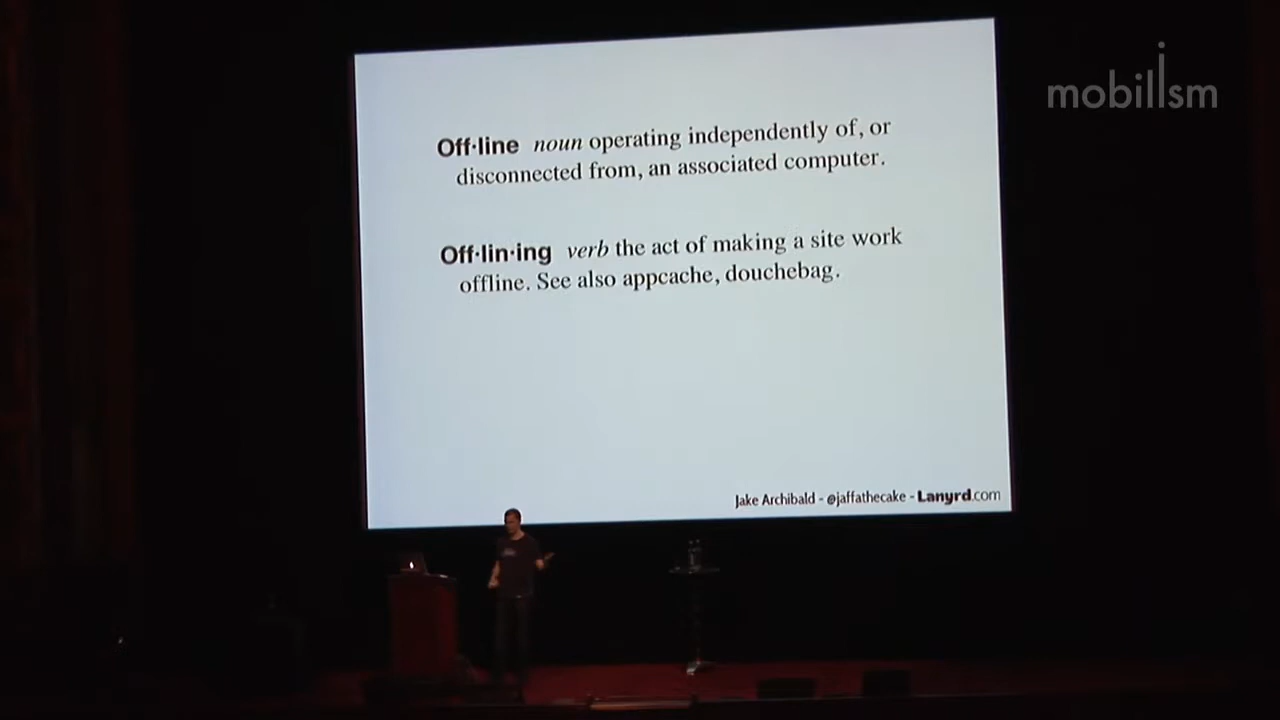 mobilism
Off·line noun operating independently of, or
disconnected from, an associated computer.
Off·lin·ing verb the act of making a site work
offline. See also appcache, douchebag.
Jake Archibald - @jaffathecake - Lanyrd.com